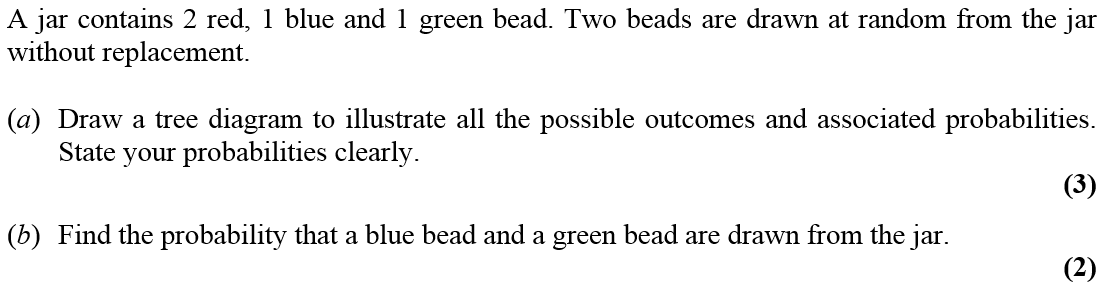 A jar contains 2 red, 1 blue and 1 green bead. Two beads are drawn at random from the jar
without replacement.
(a) Draw a tree diagram to illustrate all the possible outcomes and associated probabilities.
State your probabilities clearly.
(3)
(b) Find the probability that a blue bead and a green bead are drawn from the jar.
(2)